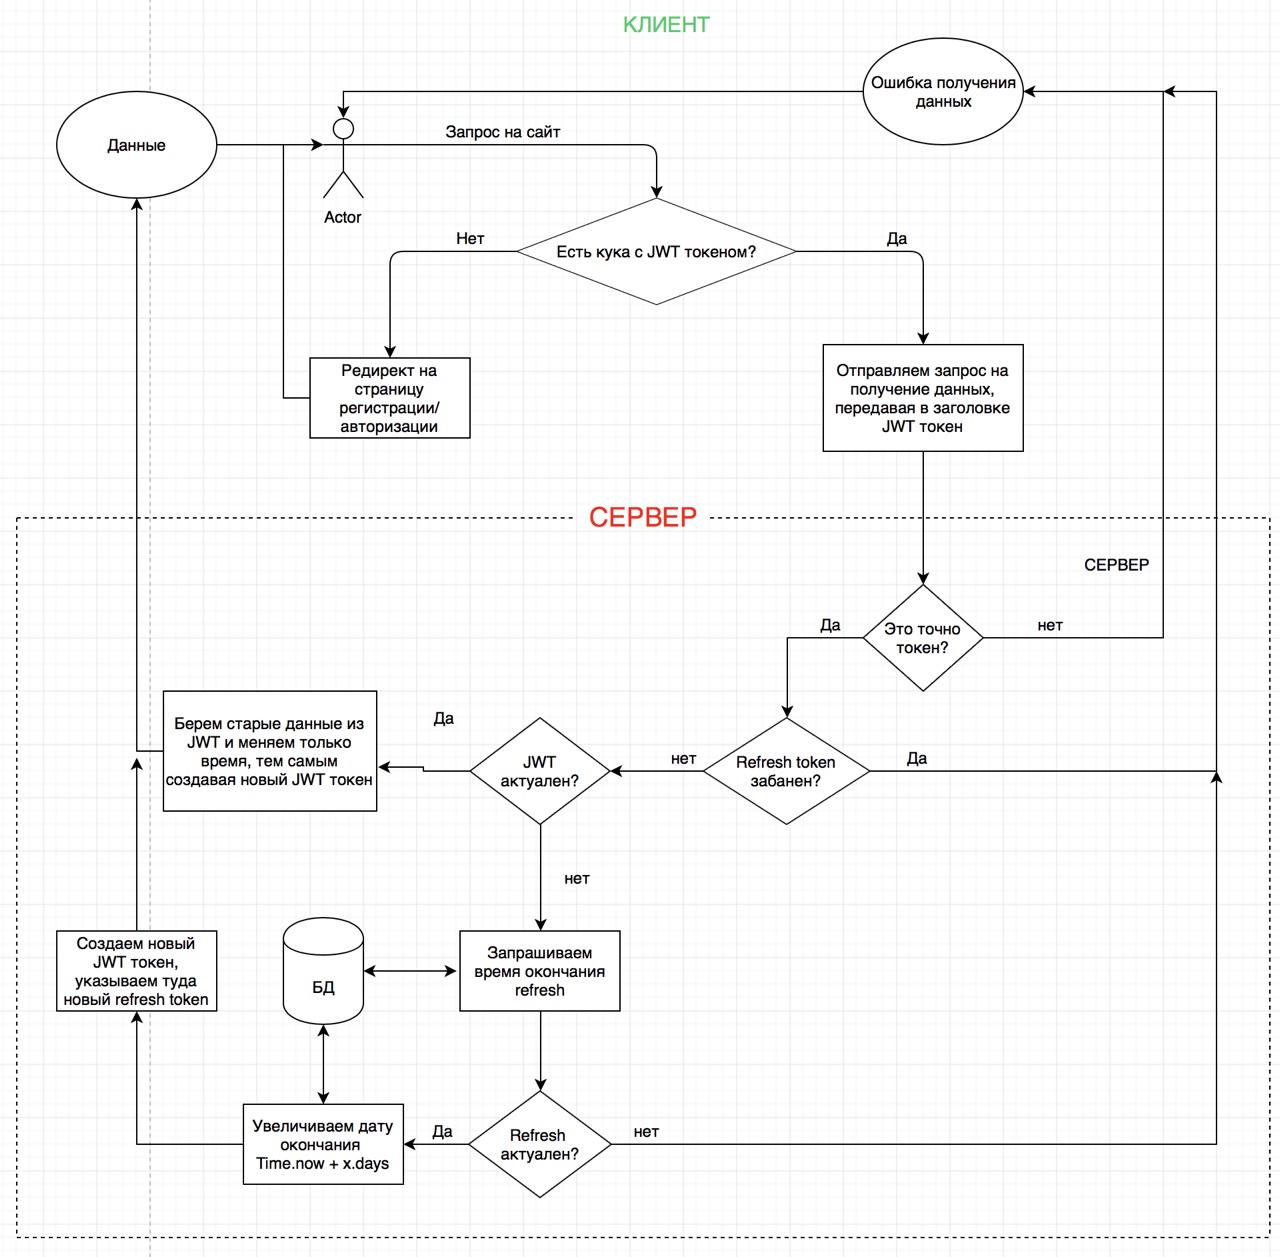 КЛИЕНТ
Ошибка получения
данных
Данные
Запрос на сайт
Actor
Нет
Есть кука с JWT токеном?
Да
Редирект на
страницу
регистрации/
авторизации
Отправляем запрос на
получение данных,
передавая в заголовке
JWT токен
СЕРВЕР
СЕРВЕР
Да
Это точно
токен?
нет
Берем старые данные из
JWT и меняем только
время, тем самым
создавая новый JWT токен
Да
JWT
актуален?
нет
Refresh token
забанен?
Да
нет
Создаем новый
JWT токен,
указываем туда
новый refresh token
БД
Запрашиваем
время окончания
refresh
Увеличиваем дату
окончания
Time.now + x.days
Да
Refresh
актуален?
нет